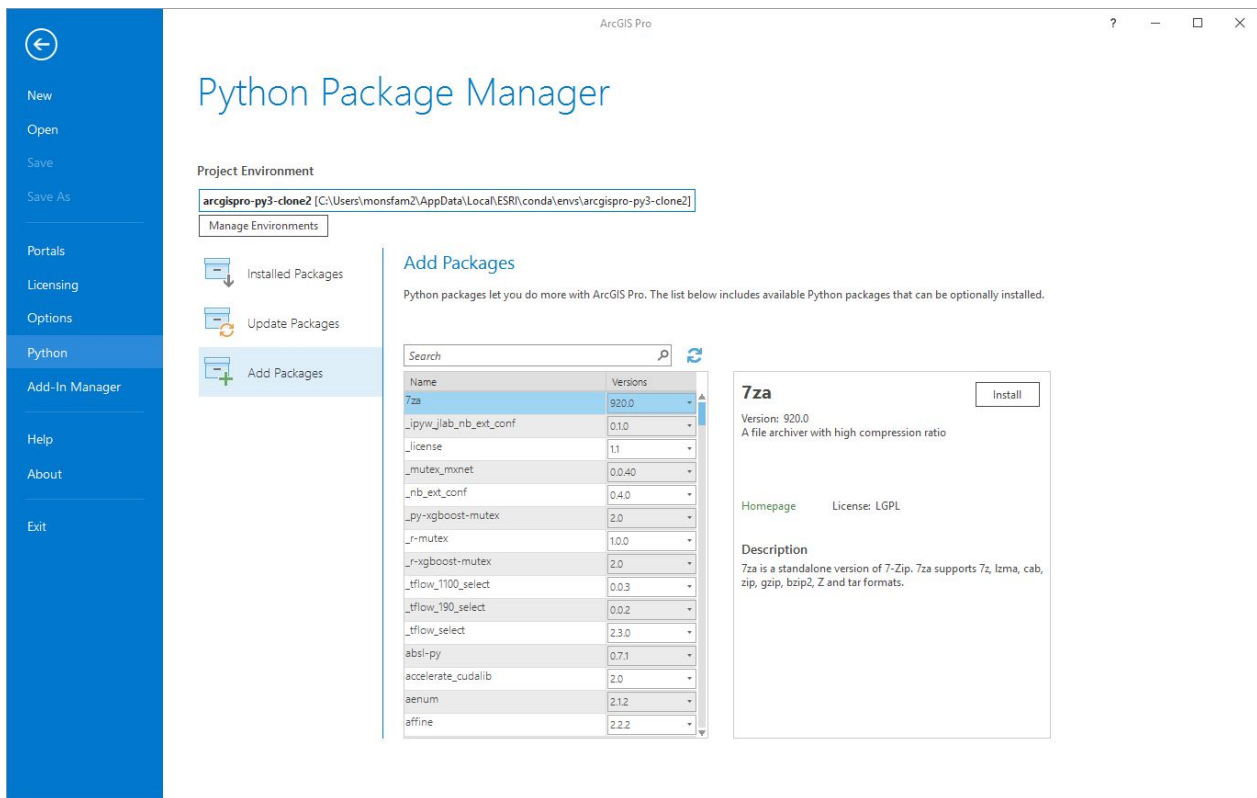 ArcGIS Pro
?
New
Open
Save
Save As
Portals
Licensing
Options
Python
Add-In Manager
Help
About
Exit
Python Package Manager
Project Environment
arcgispro-py3-clone2 [C:\Users\monsfam2\AppData\Local\ESRI\conda\envs\arcgispro-py3-clone2]
Manage Environments
Installed Packages
Update Packages
Add Packages
Add Packages
Python packages let you do more with ArcGIS Pro. The list below includes available Python packages that can be optionally installed.
Search
Name Versions
7za 920.0
_ipyw_jlab_nb_ext_conf 0.1.0
_license 1.1
_mutex_mxnet 0.0.40
_nb_ext_conf 0.4.0
_py-xgboost-mutex 2.0
_r-mutex 1.0.0
_r-xgboost-mutex 2.0
_tflow_1100_select 0.0.3
_tflow_190_select 0.0.2
_tflow_select 2.3.0
absl-py 0.7.1
accelerate_cudalib 2.0
aenum 2.1.2
affine 2.2.2
7za
Install
Version: 920.0
A file archiver with high compression ratio
Homepage License: LGPL
Description
7za is a standalone version of 7-Zip. 7za supports 7z, lzma, cab,
zip, gzip, bzip2, Z and tar formats.